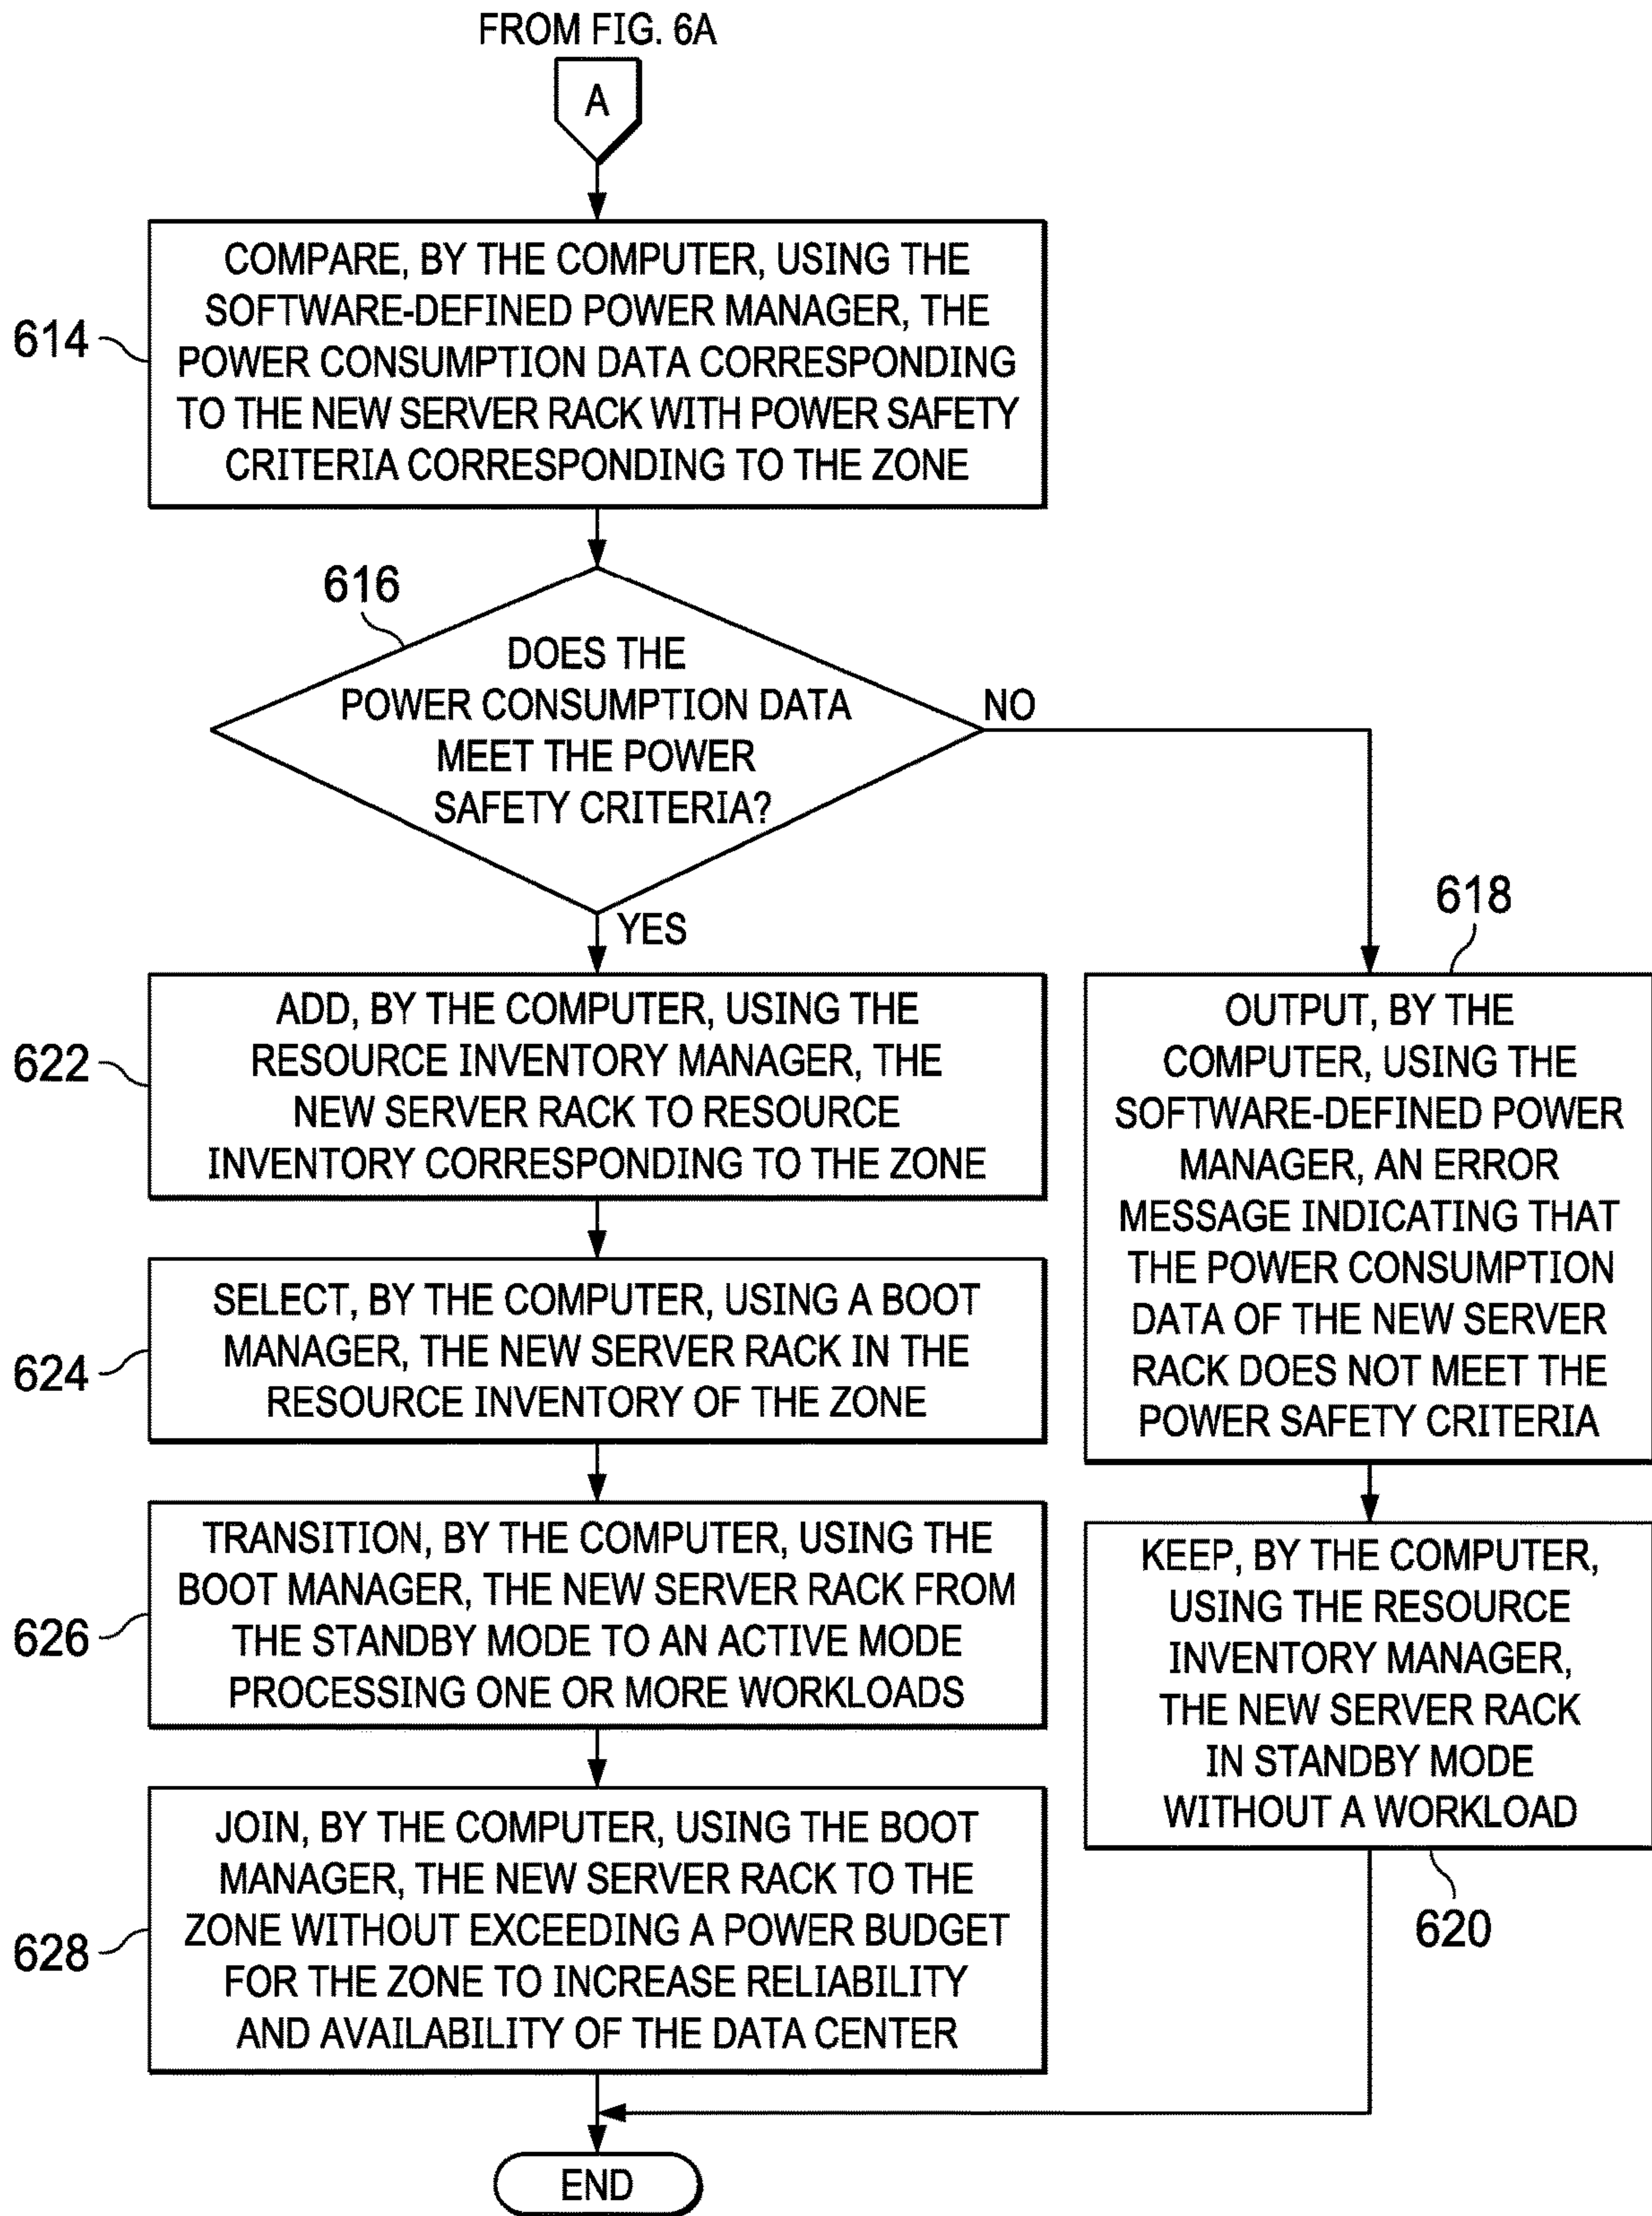 FROM FIG. 6A
A
614
COMPARE, BY THE COMPUTER, USING THE
SOFTWARE-DEFINED POWER MANAGER, THE
POWER CONSUMPTION DATA CORRESPONDING
TO THE NEW SERVER RACK WITH POWER SAFETY
CRITERIA CORRESPONDING TO THE ZONE
616
DOES THE
POWER CONSUMPTION DATA
MEET THE POWER
SAFETY CRITERIA?
NO
YES
622
ADD, BY THE COMPUTER, USING THE
RESOURCE INVENTORY MANAGER, THE
NEW SERVER RACK TO RESOURCE
INVENTORY CORRESPONDING TO THE ZONE
624
SELECT, BY THE COMPUTER, USING A BOOT
MANAGER, THE NEW SERVER RACK IN THE
RESOURCE INVENTORY OF THE ZONE
626
TRANSITION, BY THE COMPUTER, USING THE
BOOT MANAGER, THE NEW SERVER RACK FROM
THE STANDBY MODE TO AN ACTIVE MODE
PROCESSING ONE OR MORE WORKLOADS
628
JOIN, BY THE COMPUTER, USING THE BOOT
MANAGER, THE NEW SERVER RACK TO THE
ZONE WITHOUT EXCEEDING A POWER BUDGET
FOR THE ZONE TO INCREASE RELIABILITY
AND AVAILABILITY OF THE DATA CENTER
618
OUTPUT, BY THE
COMPUTER, USING THE
SOFTWARE-DEFINED POWER
MANAGER, AN ERROR
MESSAGE INDICATING THAT
THE POWER CONSUMPTION
DATA OF THE NEW SERVER
RACK DOES NOT MEET THE
POWER SAFETY CRITERIA
KEEP, BY THE COMPUTER,
USING THE RESOURCE
INVENTORY MANAGER,
THE NEW SERVER RACK
IN STANDBY MODE
WITHOUT A WORKLOAD
620
END